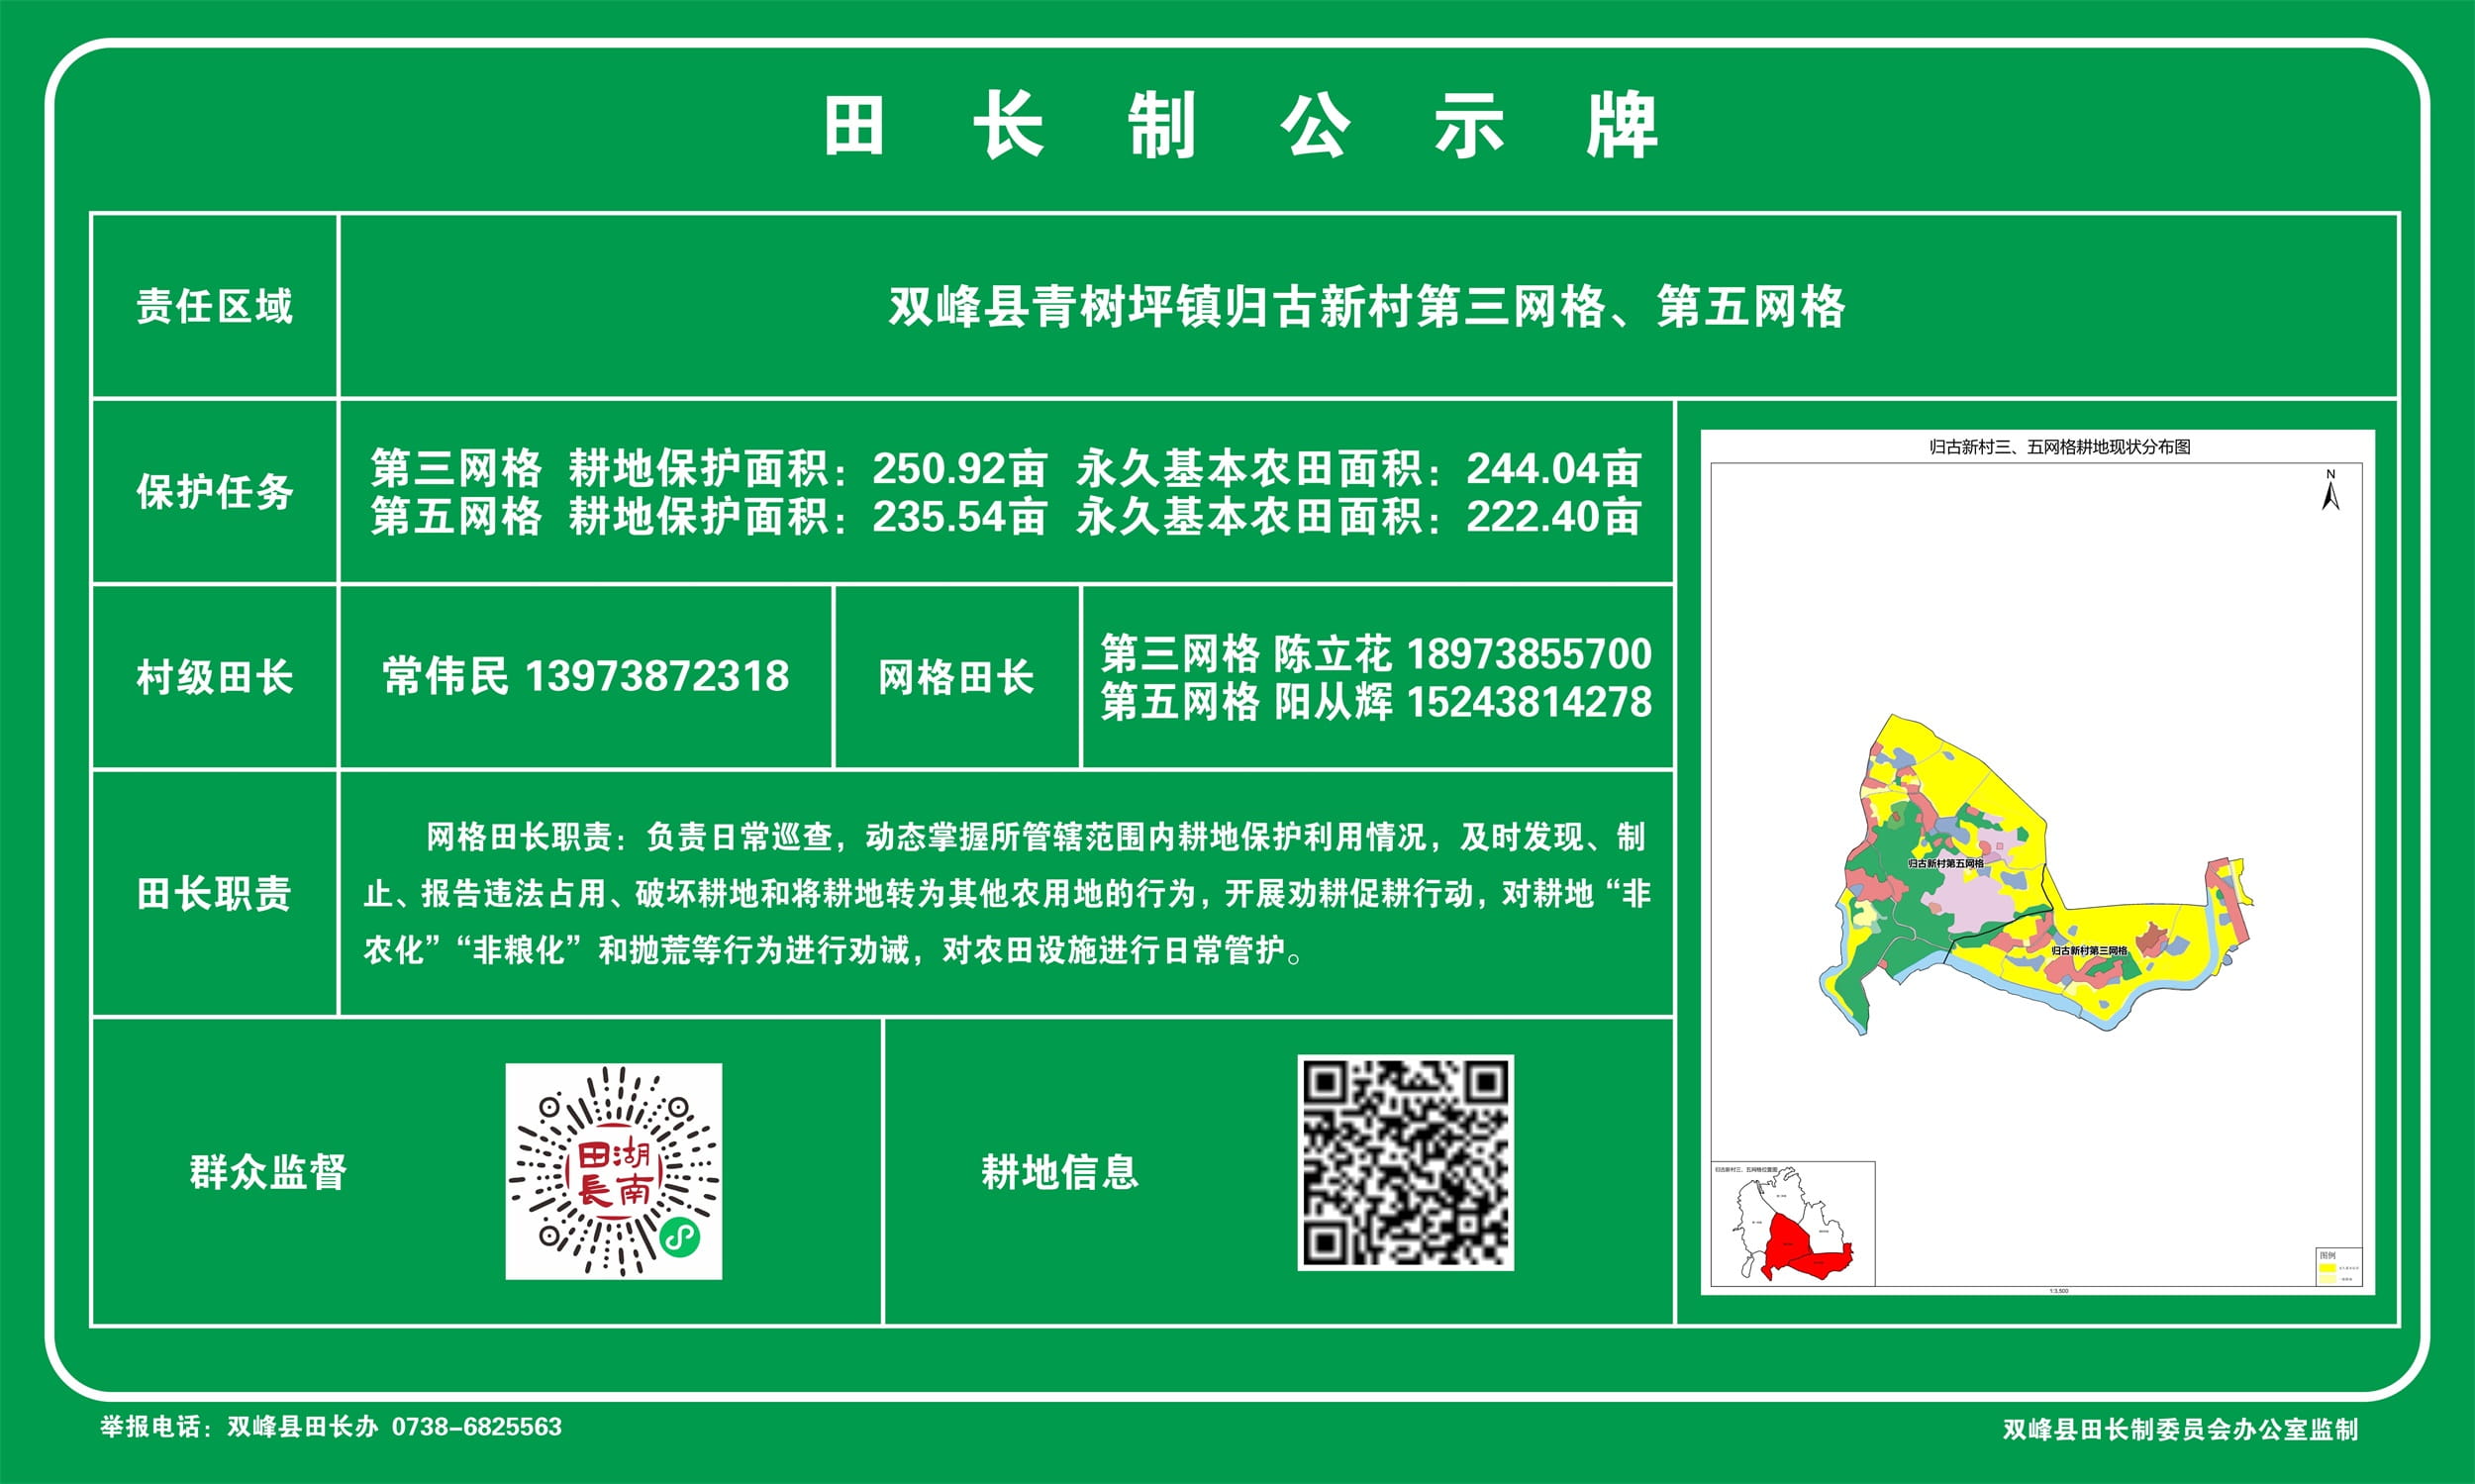 田长制公示牌
责任区域
双峰县青树坪镇归古新村第三网格、第五网格
保护任务
第三网格 耕地保护面积：250.92亩 永久基本农田面积：244.04亩
第五网格 耕地保护面积：235.54亩 永久基本农田面积：222.40亩
村级田长
常伟民 13973872318
网格田长
第三网格 陈立花 18973855700
第五网格 阳从辉 15243814278
田长职责
网格田长职责：负责日常巡查，动态掌握所管辖范围内耕地保护利用情况，及时发现、制
止、报告违法占用、破坏耕地和将耕地转为其他农用地的行为，开展劝耕促耕行动，对耕地“非
农化”“非粮化”和抛荒等行为进行劝诫，对农田设施进行日常管护。
群众监督
湖南
田長
耕地信息
归古新村三、五网格耕地现状分布图
N
归古新村第五网格
归古新村第三网格
归古新村三、五网格位置图
图例
1:3,500
举报电话：双峰县田长办 0738-6825563
双峰县田长制委员会办公室监制